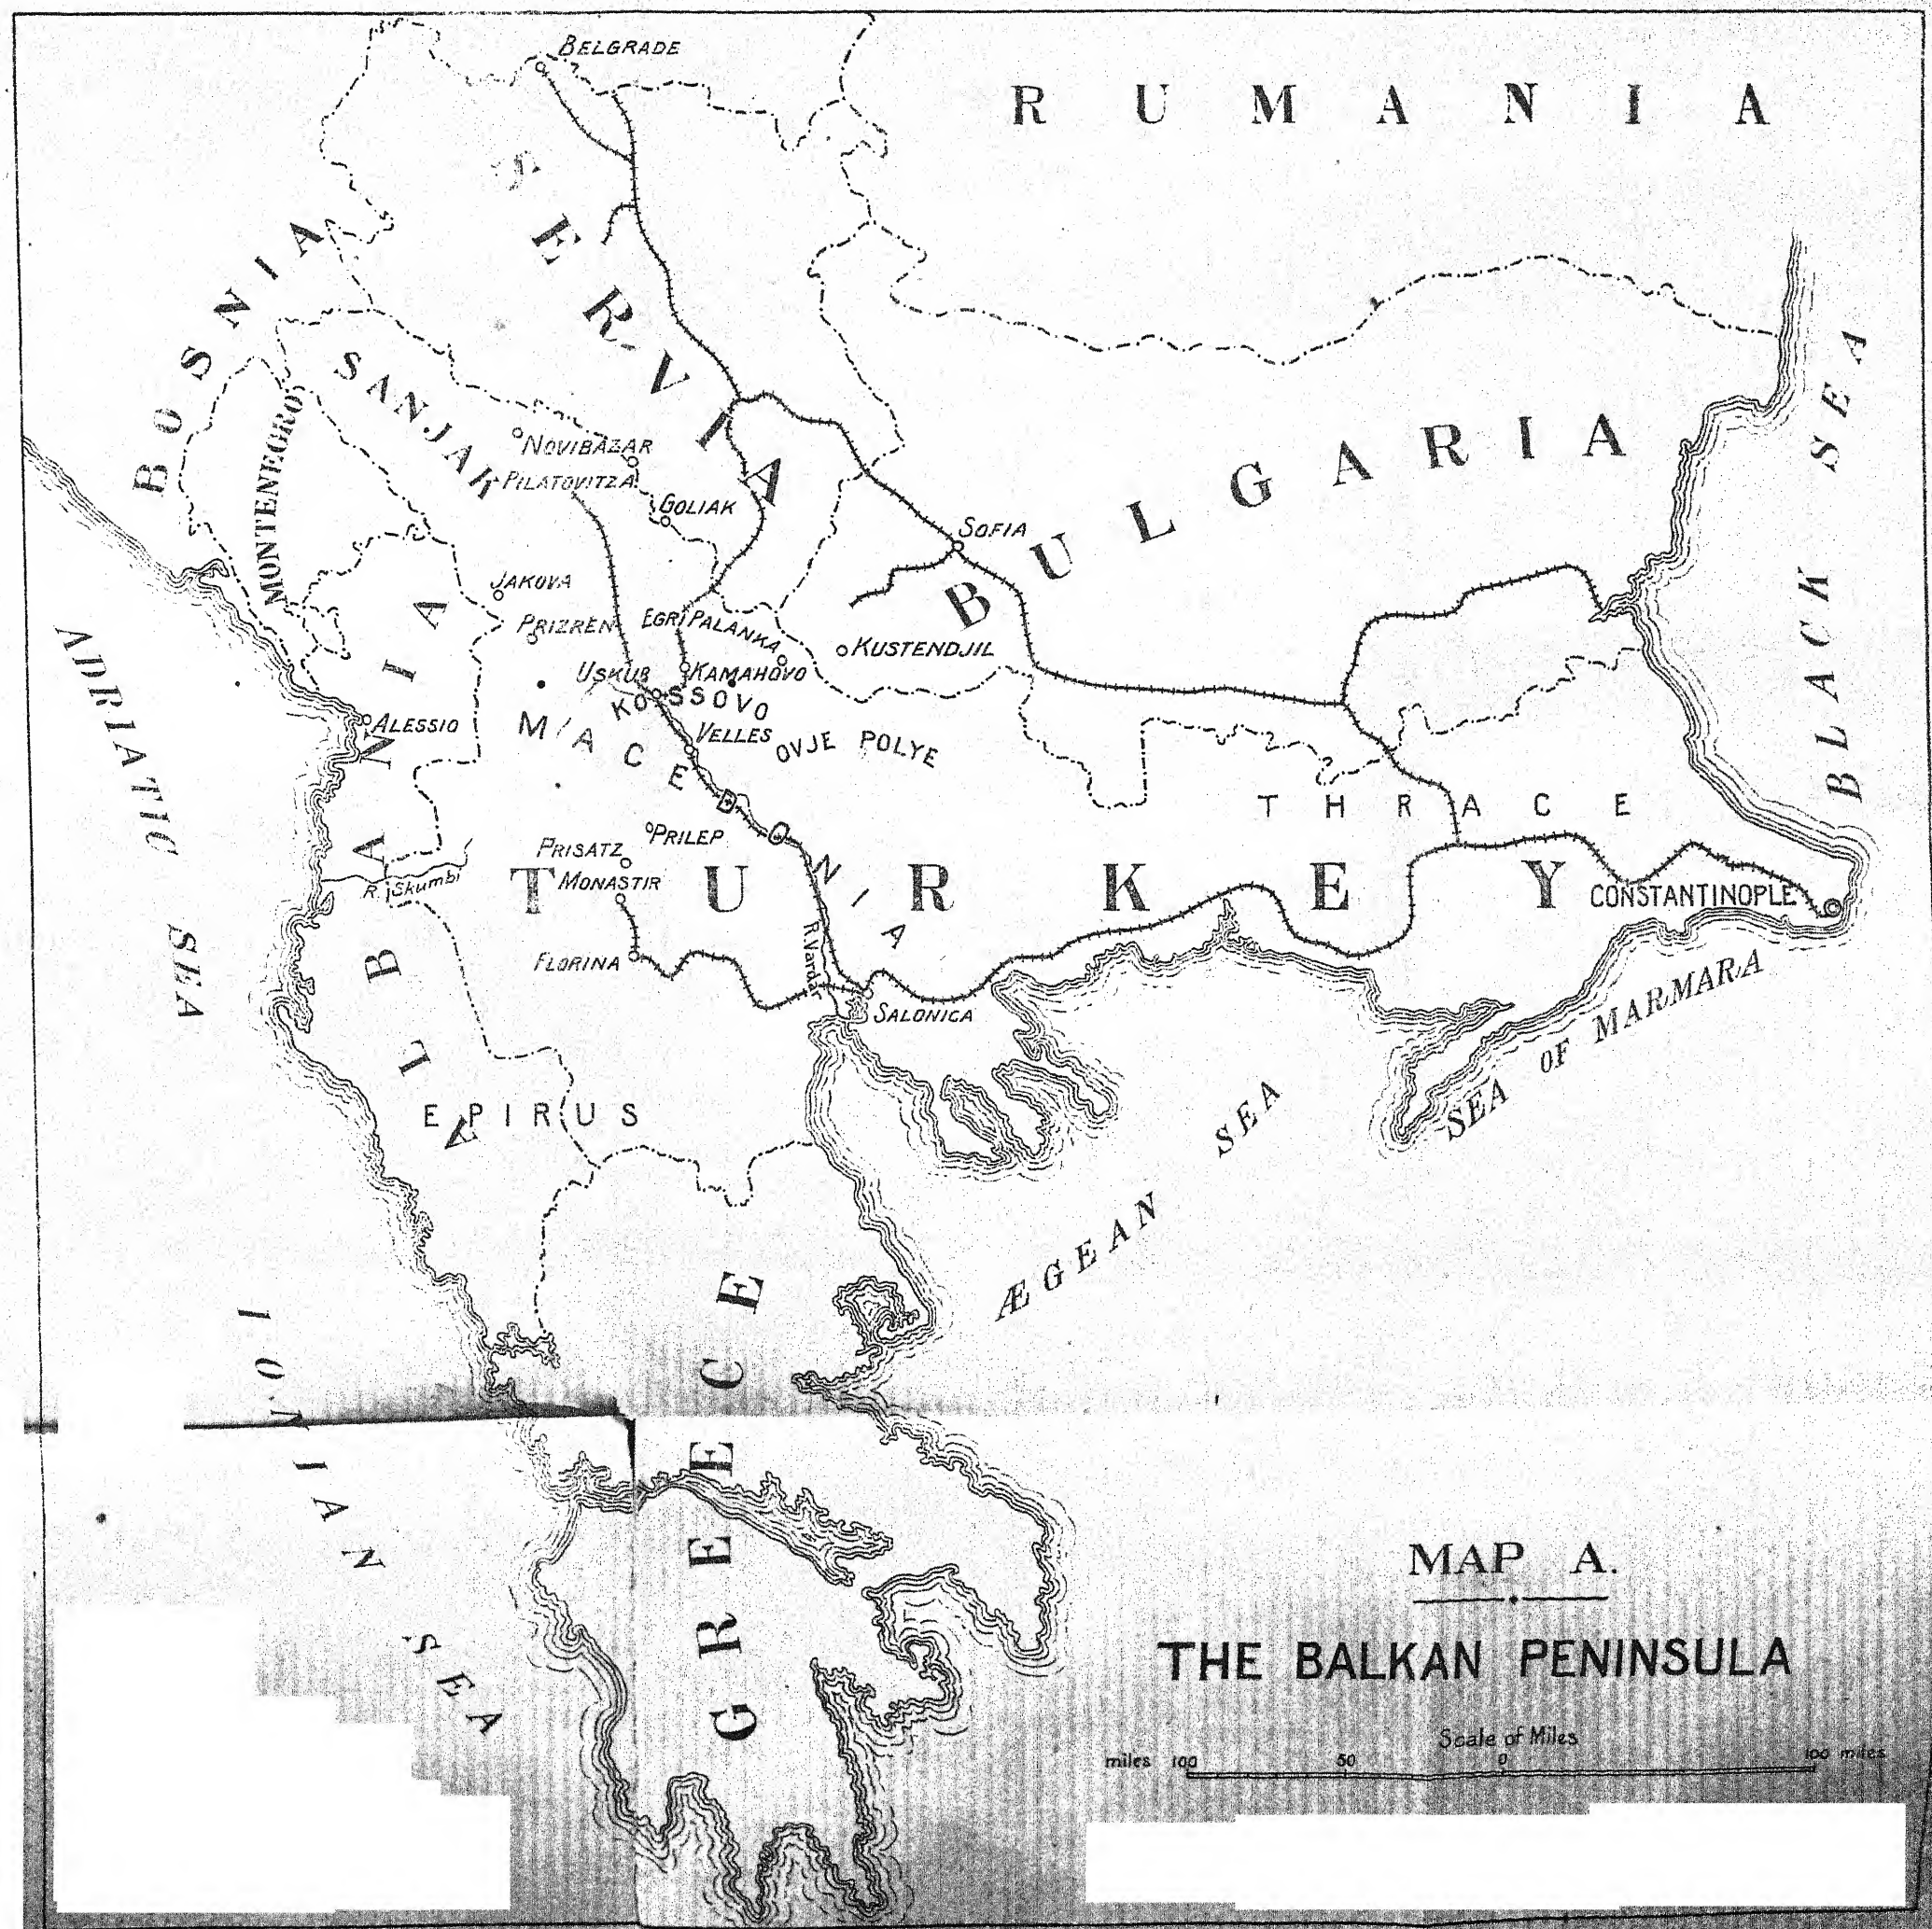 BELGRADE
RUMANIA
SERVIA
BOSNIA
SANJAK
MONTENEGRO
NOVIBAZAR
PILATOVITZA
GOLIAK
BULGARIA
SOFIA
BLACK SEA
JAKOVA
PRIZREN
EGRI PALANKA
KUSTENDJIL
USKUB
KAMAHOVO
KOSSOVO
ADRIATIC SEA
ALESSIO
ALBANIA
MACEDONIA
VELLES
OVJE POLYE
THRACE
PRILEP
PRISATZ
MONASTIR
R. Skumbi
TURKEY
CONSTANTINOPLE
FLORINA
R. Vardar
SALONICA
SEA OF MARMARA
EPIRUS
ÆGEAN SEA
GREECE
IONIAN SEA
MAP A.
THE BALKAN PENINSULA
Scale of Miles
miles 100 50 0 100 miles